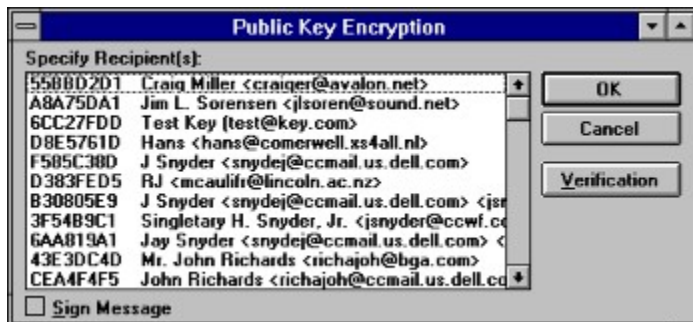 Public Key Encryption
Specify Recipient(s):
55BBD2D1 Craig Miller <craiger@avalon.net>
A8A75DA1 Jim L. Sorensen <jlsoren@sound.net>
6CC27FDD Test Key (test@key.com>
D8E5761D Hans <hans@comerwell.xs4all.nl>
F585C38D J Snyder <snydej@ccmail.us.dell.com>
D383FED5 RJ <mcaulifr@lincoln.ac.nz>
B30805E9 J Snyder <snydej@ccmail.us.dell.com> <jsr
3F54B9C1 Singletary H. Snyder, Jr. <jsnyder@ccwf.cc
6AA819A1 Jay Snyder <snydej@ccmail.us.dell.com> <
43E3DC4D Mr. John Richards <richajoh@bga.com>
CEA4F4F5 John Richards <richajoh@ccmail.us.dell.co
OK
Cancel
Verification
Sign Message